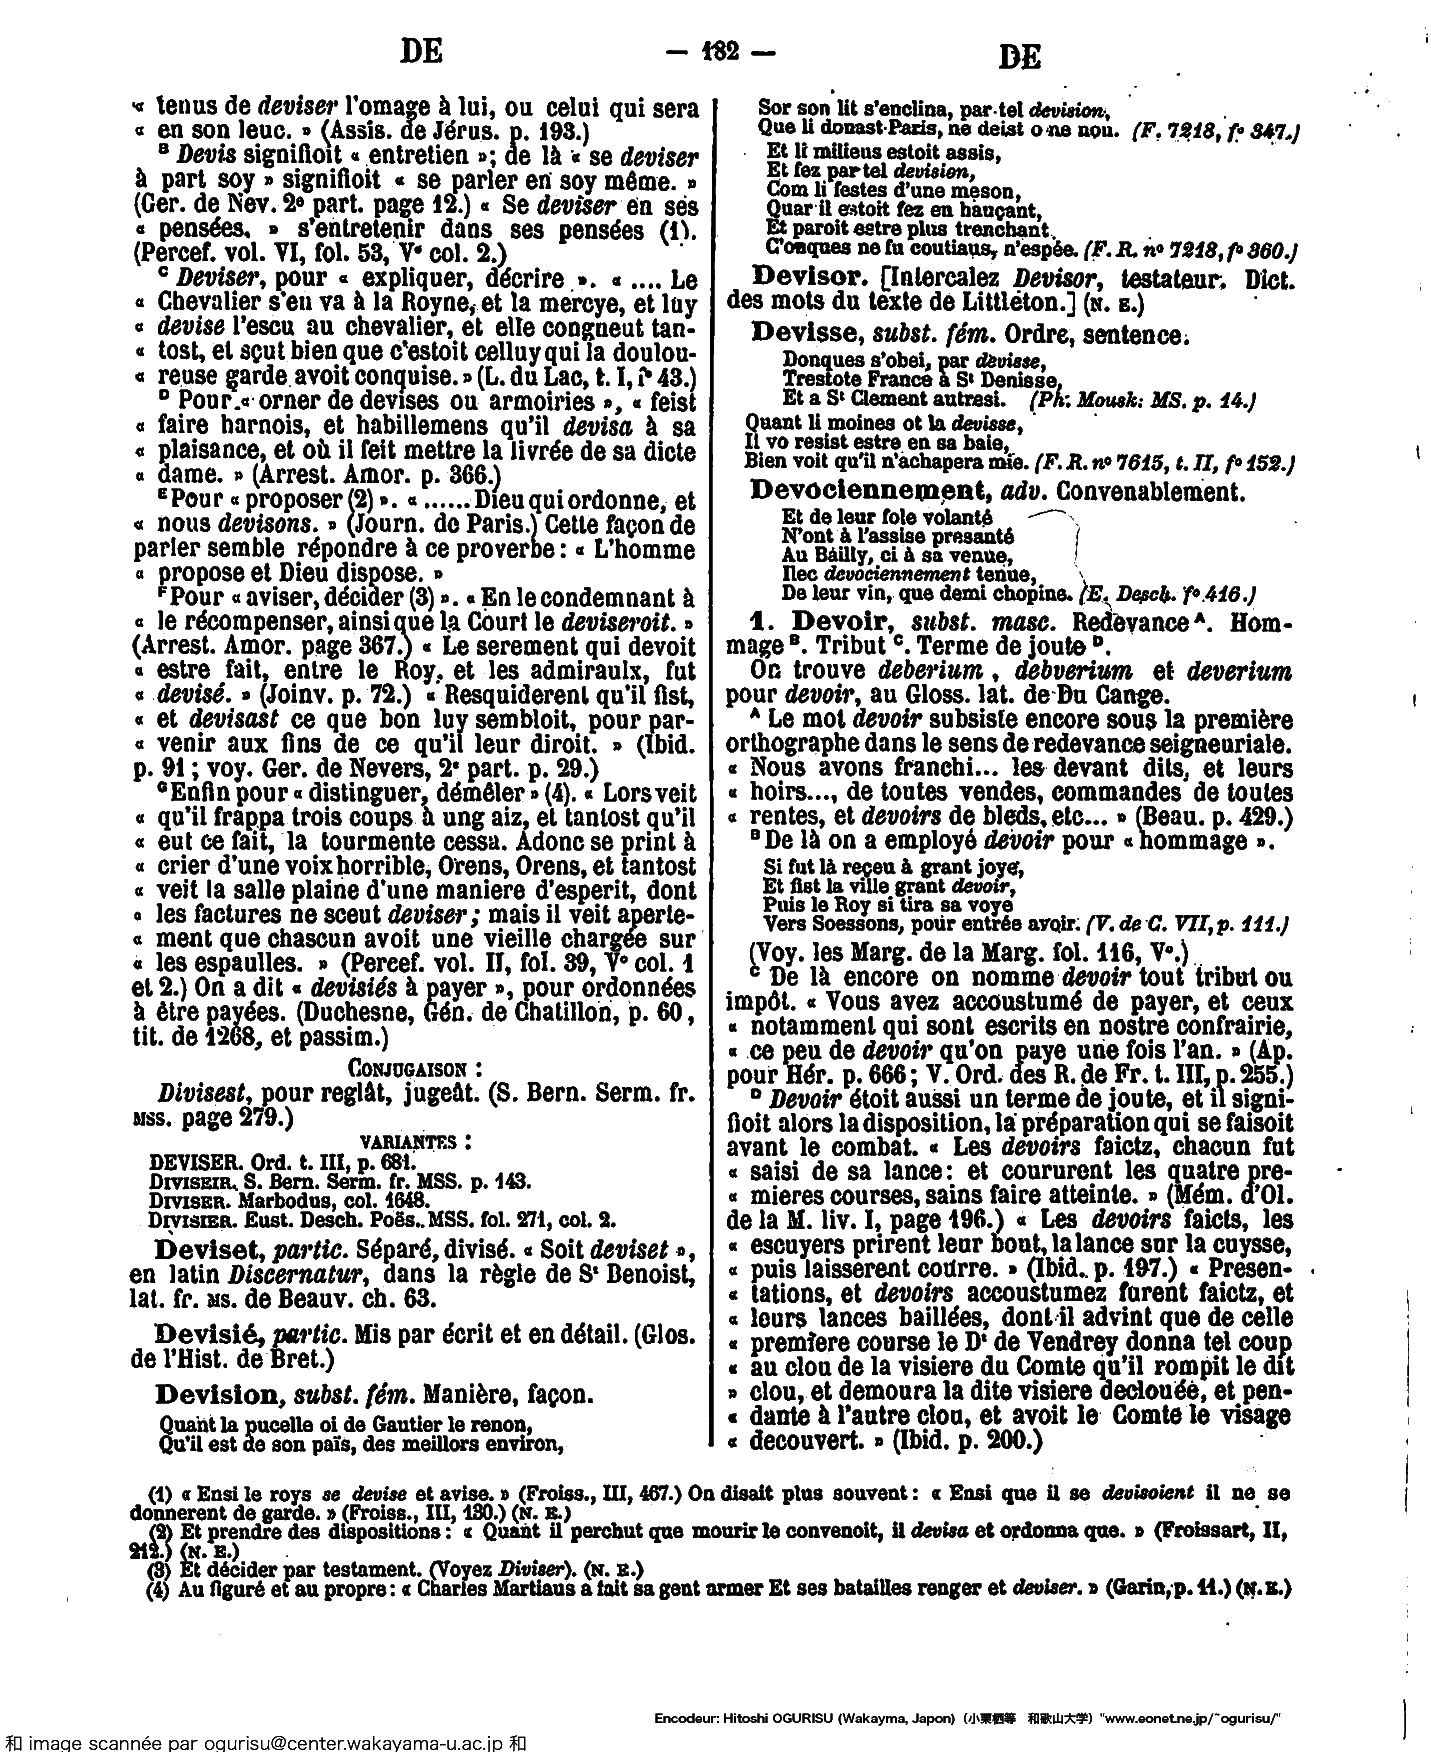 DE
— 182 —
DE
« tenus de deviser l'omage à lui, ou celui qui sera
« en son leuc. » (Assis. de Jérus. p. 193.)
B Devis signifioit « entretien »; de là « se deviser
à part soy » signifioit « se parler en soy même. »
(Ger. de Nev. 2e part. page 12.) « Se deviser en ses
« pensées. » s'entretenir dans ses pensées (1).
(Percef. vol. VI, fol. 53, Vo col. 2.)
C Deviser, pour « expliquer, décrire ». « .... Le
« Chevalier s'en va à la Royne, et la mercye, et luy
« devise l'escu au chevalier, et elle congneut tan-
« tost, et sçut bien que c'estoit celluy qui la doulou-
« reuse garde avoit conquise. » (L. du Lac, t. I, fo 43.)
D Pour « orner de devises ou armoiries », « feist
« faire harnois, et habillemens qu'il devisa à sa
« plaisance, et où il feit mettre la livrée de sa dicte
« dame. » (Arrest. Amor. p. 366.)
E Pour « proposer (2) ». « ...... Dieu qui ordonne, et
« nous devisons. » (Journ. de Paris.) Cette façon de
parler semble répondre à ce proverbe : « L'homme
« propose et Dieu dispose. »
F Pour « aviser, décider (3) ». « En le condemnant à
« le récompenser, ainsi que la Court le deviseroit. »
(Arrest. Amor. page 367.) « Le serement qui devoit
« estre fait, entre le Roy, et les admiraulx, fut
« devisé. » (Joinv. p. 72.) « Resquiderent qu'il fist,
« et devisast ce que bon luy sembloit, pour par-
« venir aux fins de ce qu'il leur diroit. » (Ibid.
p. 91 ; voy. Ger. de Nevers, 2e part. p. 29.)
G Enfin pour « distinguer, démêler » (4). « Lors veit
« qu'il frappa trois coups à ung aiz, et tantost qu'il
« eut ce fait, la tourmente cessa. Adonc se print à
« crier d'une voix horrible, Orens, Orens, et tantost
« veit la salle plaine d'une maniere d'esperit, dont
« les factures ne sceut deviser ; mais il veit aperte-
« ment que chascun avoit une vieille chargée sur
« les espaulles. » (Percef. vol. II, fol. 39, Vo col. 1
et 2.) On a dit « devisiés à payer », pour ordonnées
à être payées. (Duchesne, Gén. de Chatillon, p. 60,
tit. de 1268, et passim.)
CONJUGAISON :
Divisest, pour reglât, jugeât. (S. Bern. Serm. fr.
MSS. page 279.)
VARIANTES :
DEVISER. Ord. t. III, p. 681.
DIVISEIR. S. Bern. Serm. fr. MSS. p. 143.
DIVISER. Marbodus, col. 1648.
DIVISIER. Eust. Desch. Poës. MSS. fol. 271, col. 2.
Deviset, partic. Séparé, divisé. « Soit deviset »,
en latin Discernatur, dans la règle de St Benoist,
lat. fr. MS. de Beauv. ch. 63.
Devisié, partic. Mis par écrit et en détail. (Glos.
de l'Hist. de Bret.)
Devision, subst. fém. Manière, façon.
Quant la pucelle oi de Gautier le renon,
Qu'il est de son païs, des meillors environ,
Sor son lit s'enclina, par tel devision,
Que li donast Paris, ne deist o ne non. (F. 7218, fo 347.)
Et li miliens estoit assis,
Et fez par tel devision,
Com li festes d'une meson,
Quar il estoit fez en hauçant,
Et paroit estre plus trenchant
C'onques ne fu coutiaus, n'espée. (F. R. no 7218, fo 360.)
Devisor. [Intercalez Devisor, testateur. Dict.
des mots du texte de Littléton.] (N. E.)
Devisse, subst. fém. Ordre, sentence.
Donques s'obei, par devisse,
Trestote France à St Denisse,
Et a St Clement autresi. (Ph. Mousk. MS. p. 14.)
Quant li moines ot la devisse,
Il vo resist estre en sa baie,
Bien voit qu'il n'achapera mie. (F. R. no 7615, t. II, fo 152.)
Devociennement, adv. Convenablement.
Et de leur fole volanté
N'ont à l'assise presanté
Au Bailly, ci à sa venue,
Ilec devociennement tenue,
De leur vin, que demi chopine. (E. Desch. fo 416.)
1. Devoir, subst. masc. Redevance A. Hom-
mage B. Tribut C. Terme de joute D.
On trouve deberium, debverium et deverium
pour devoir, au Gloss. lat. de Du Cange.
A Le mot devoir subsiste encore sous la première
orthographe dans le sens de redevance seigneuriale.
« Nous avons franchi... les devant dits, et leurs
« hoirs..., de toutes vendes, commandes de toutes
« rentes, et devoirs de bleds, etc... » (Beau. p. 429.)
B De là on a employé devoir pour « hommage ».
Si fut là reçeu à grant joye,
Et fist la ville grant devoir,
Puis le Roy si tira sa voye
Vers Soessons, pour entrée avoir. (V. de C. VII, p. 111.)
(Voy. les Marg. de la Marg. fol. 116, Vo.)
C De là encore on nomme devoir tout tribut ou
impôt. « Vous avez accoustumé de payer, et ceux
« notamment qui sont escrits en nostre confrairie,
« ce peu de devoir qu'on paye une fois l'an. » (Ap.
pour Hér. p. 666 ; V. Ord. des R. de Fr. t. III, p. 255.)
D Devoir étoit aussi un terme de joute, et il signi-
fioit alors la disposition, la préparation qui se faisoit
avant le combat. « Les devoirs faictz, chacun fut
« saisi de sa lance : et coururent les quatre pre-
« mieres courses, sains faire atteinte. » (Mém. d'Ol.
de la M. liv. I, page 196.) « Les devoirs faicts, les
« escuyers prirent leur bout, la lance sur la cuysse,
« puis laisserent courre. » (Ibid. p. 197.) « Presen-
« tations, et devoirs accoustumez furent faictz, et
« leurs lances baillées, dont il advint que de celle
« premiere course le Dt de Vendrey donna tel coup
« au clou de la visiere du Comte qu'il rompit le dit
» clou, et demoura la dite visiere declouée, et pen-
« dante à l'autre clou, et avoit le Comte le visage
« decouvert. » (Ibid. p. 200.)
(1) « Ensi le roys se devise et avise. » (Froiss., III, 467.) On disait plus souvent : « Ensi que il se devisoient il ne se
donnerent de garde. » (Froiss., III, 130.) (N. E.)
(2) Et prendre des dispositions : « Quant il perchut que mourir le convenoit, il devisa et ordonna que. » (Froissart, II,
212.) (N. E.)
(3) Et décider par testament. (Voyez Diviser). (N. E.)
(4) Au figuré et au propre : « Charles Martiaus a fait sa gent armer Et ses batailles renger et deviser. » (Garin, p. 11.) (N. E.)
Encodeur: Hitoshi OGURISU (Wakayma, Japon) (小栗栖等 和歌山大学) "www.eonet.ne.jp/~ogurisu/"
和 image scannée par ogurisu@center.wakayama-u.ac.jp 和